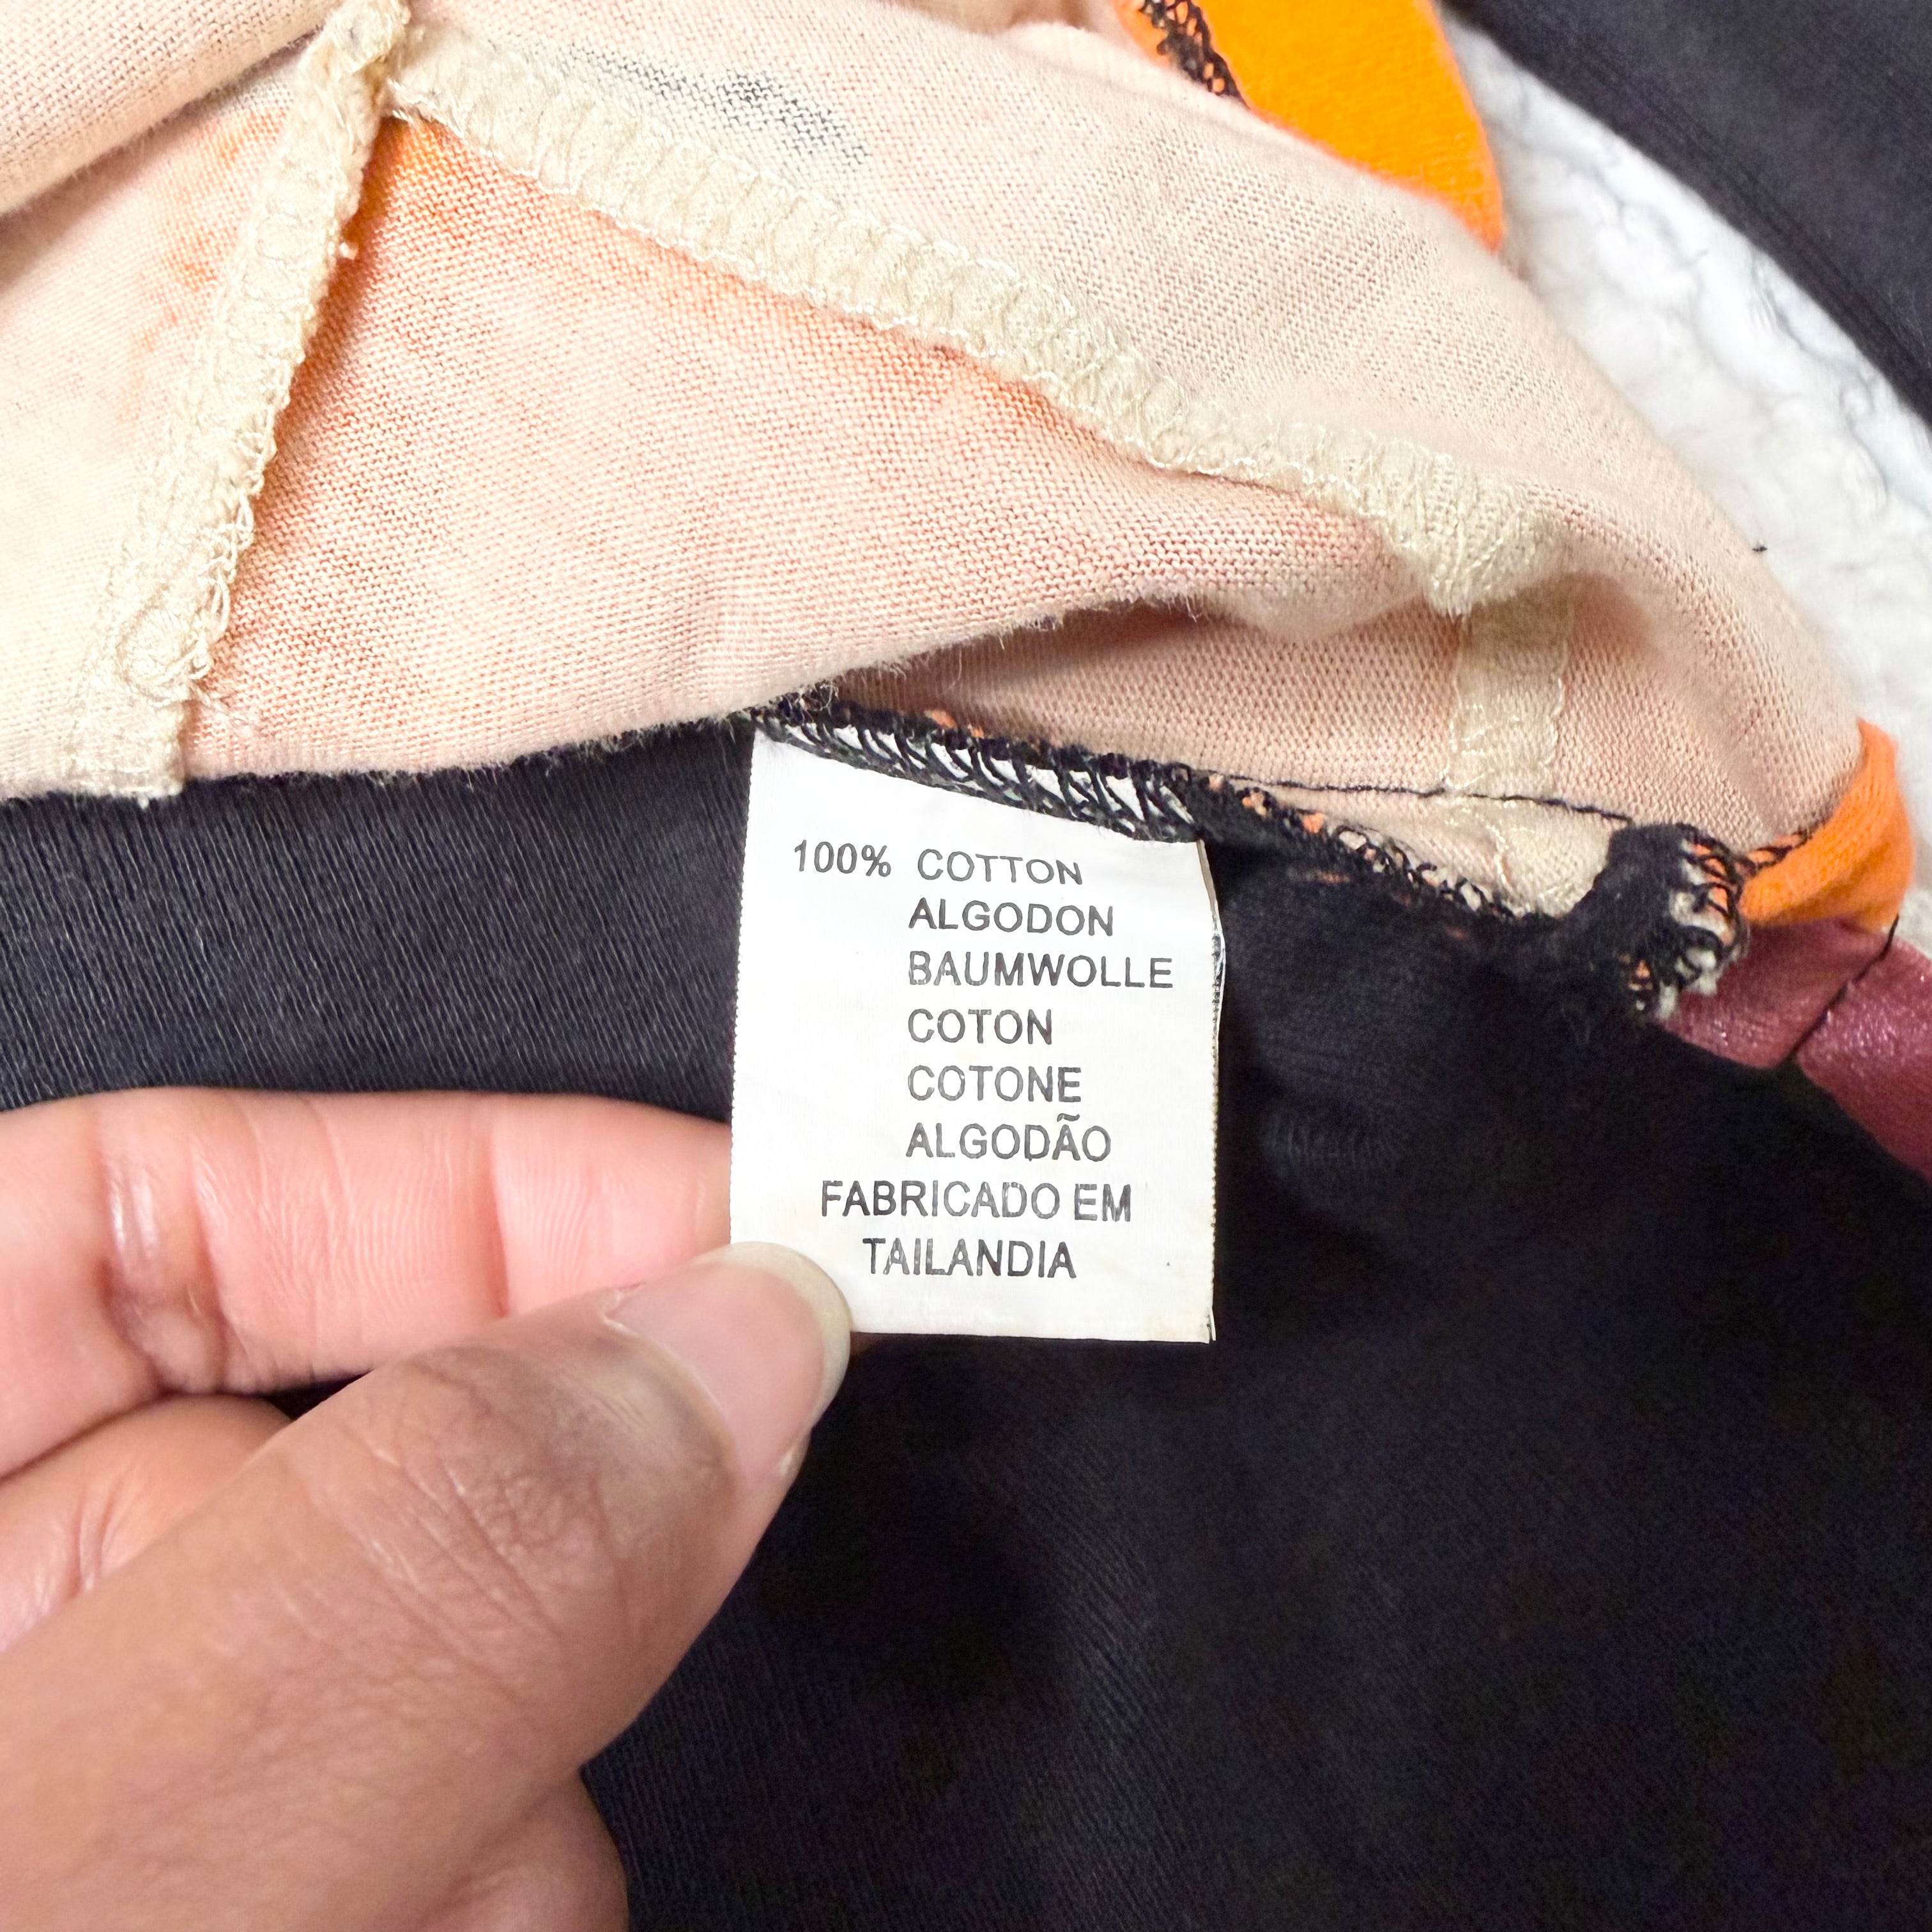 100% COTTON
ALGODON
BAUMWOLLE
COTON
COTONE
ALGODÃO
FABRICADO EM
TAILANDIA